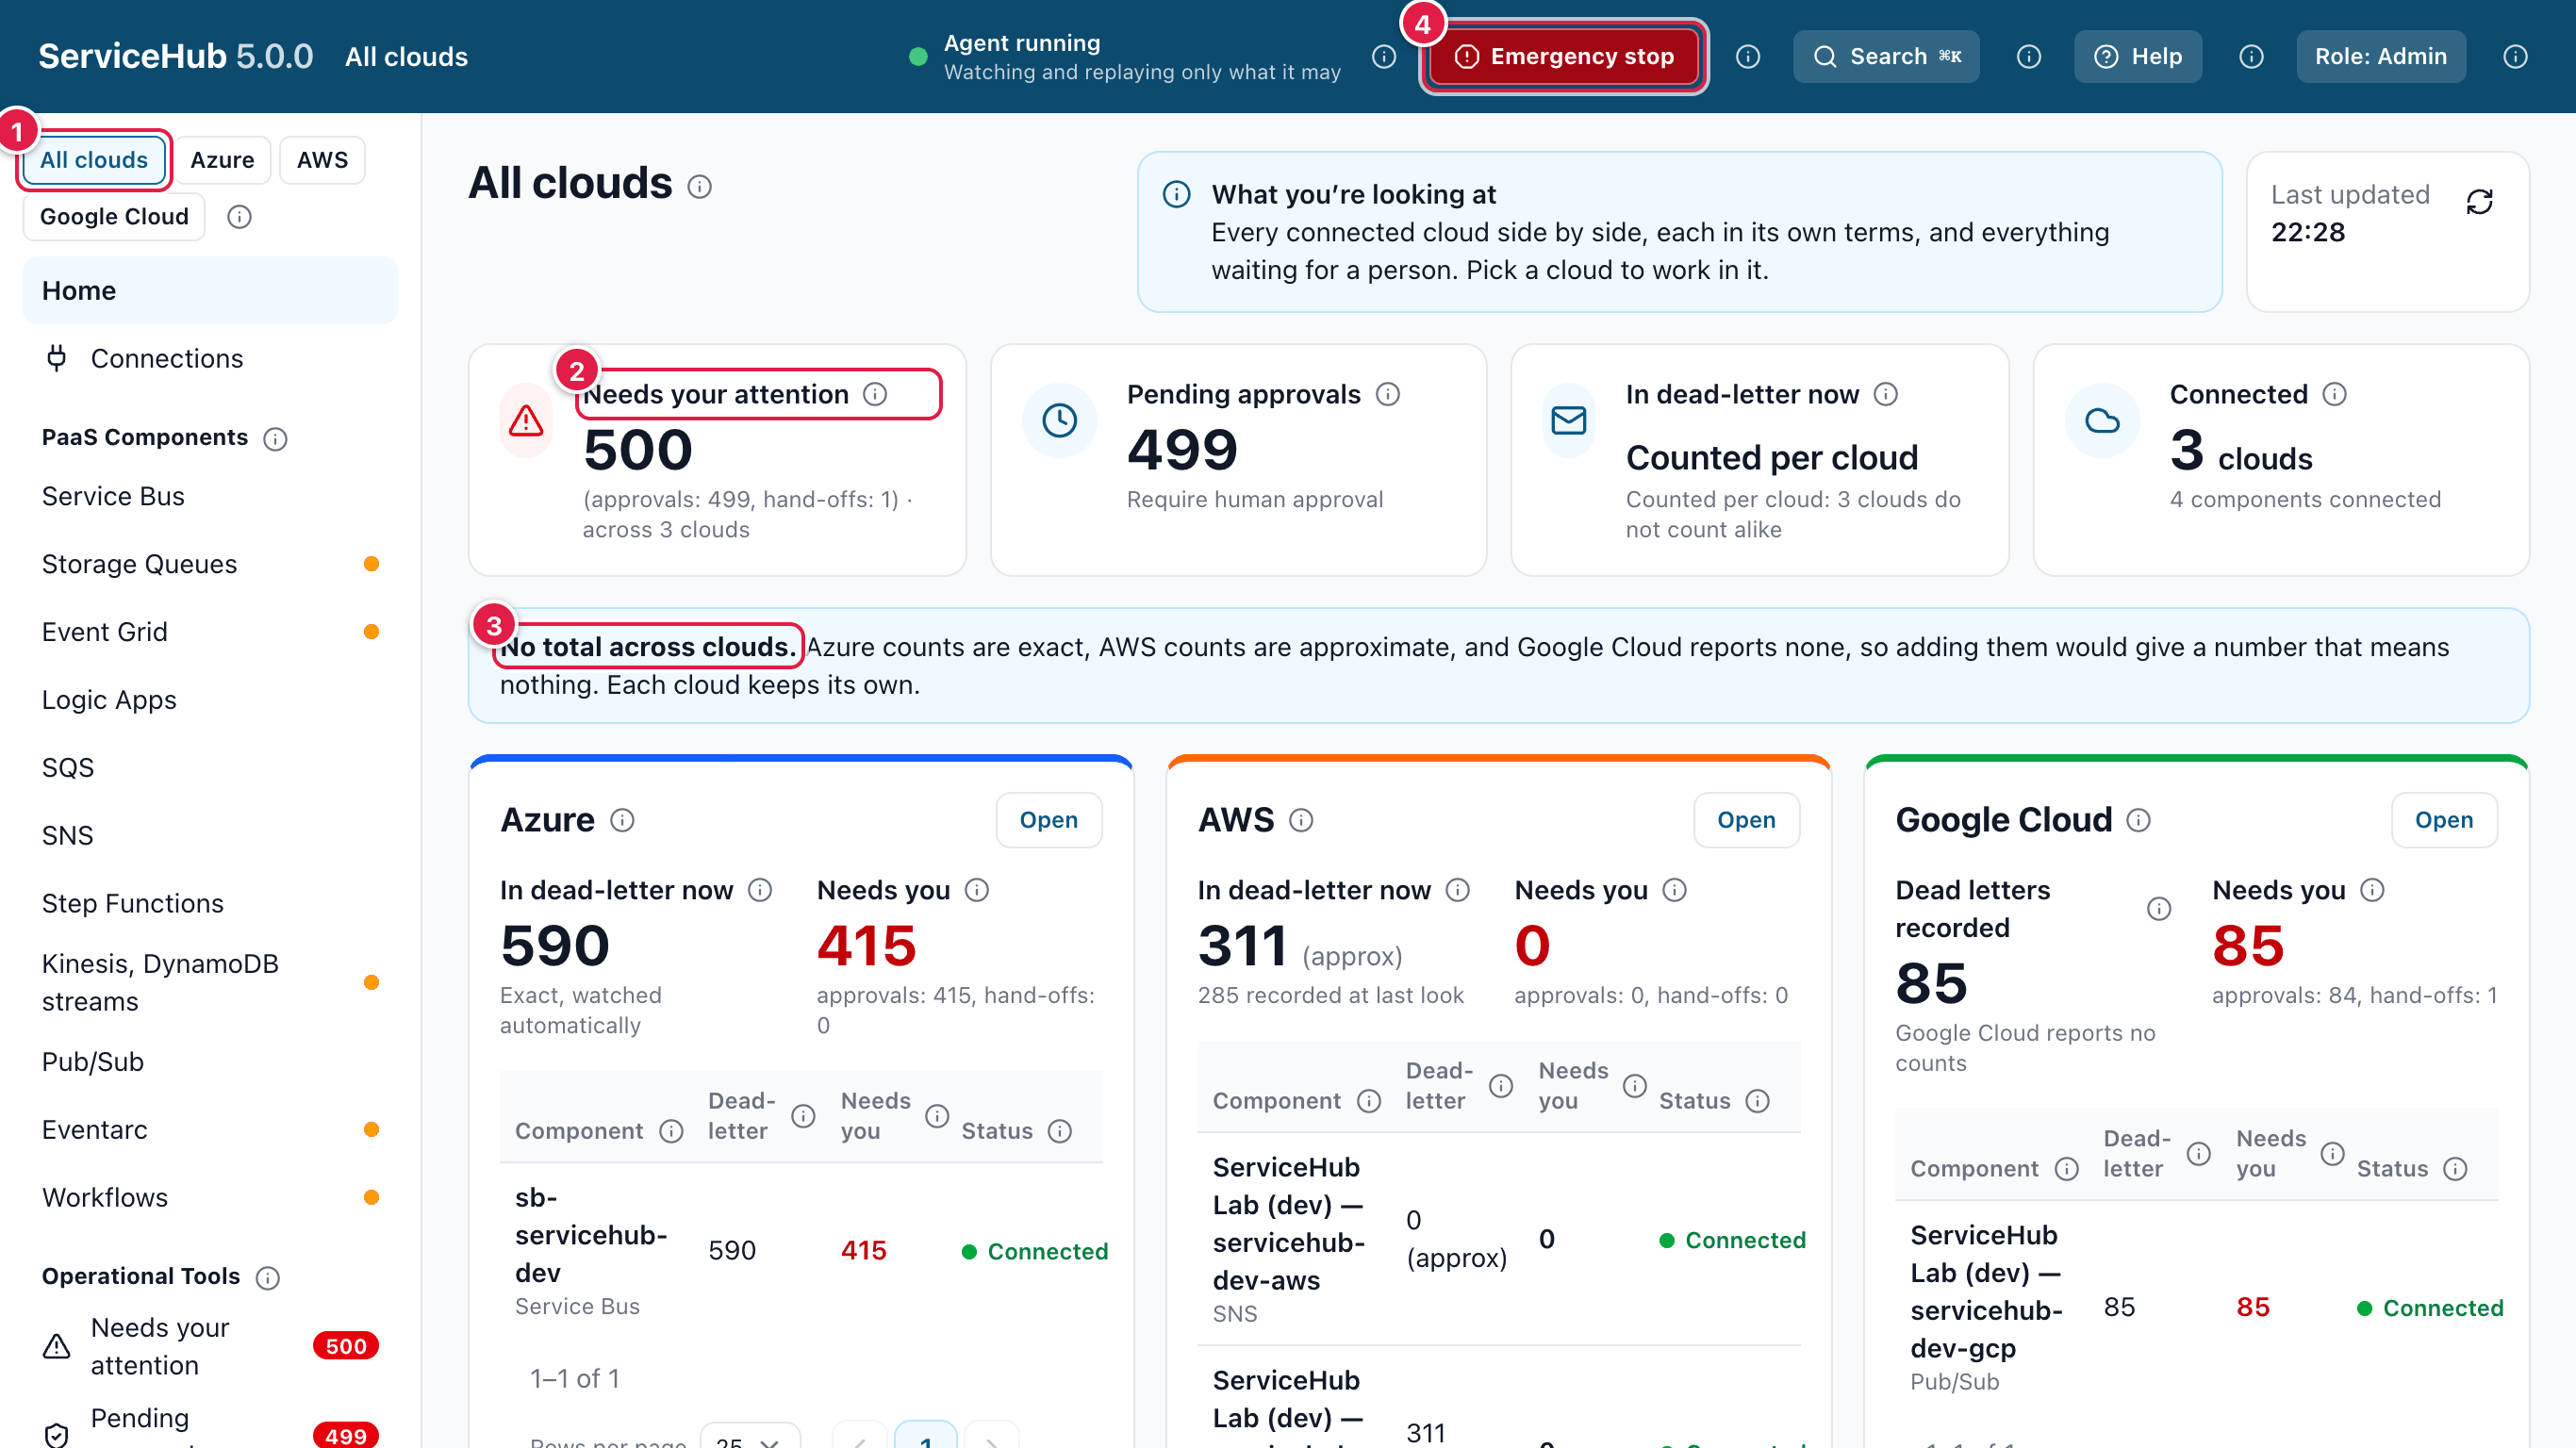 ServiceHub 5.0.0 All clouds
Agent running
Watching and replaying only what it may
4
Emergency stop
Search ⌘K
Help
Role: Admin
1
All clouds
Azure
AWS
Google Cloud
Home
Connections
PaaS Components
Service Bus
Storage Queues
Event Grid
Logic Apps
SQS
SNS
Step Functions
Kinesis, DynamoDB
streams
Pub/Sub
Eventarc
Workflows
Operational Tools
Needs your
attention
500
Pending
499
All clouds
What you’re looking at
Every connected cloud side by side, each in its own terms, and everything
waiting for a person. Pick a cloud to work in it.
Last updated
22:28
2
Needs your attention
500
(approvals: 499, hand-offs: 1) ·
across 3 clouds
Pending approvals
499
Require human approval
In dead-letter now
Counted per cloud
Counted per cloud: 3 clouds do
not count alike
Connected
3 clouds
4 components connected
3
No total across clouds. Azure counts are exact, AWS counts are approximate, and Google Cloud reports none, so adding them would give a number that means
nothing. Each cloud keeps its own.
Azure
Open
In dead-letter now
590
Exact, watched
automatically
Needs you
415
approvals: 415, hand-offs:
0
Component
Dead-
letter
Needs
you
Status
sb-
servicehub-
dev
Service Bus
590
415
Connected
1–1 of 1
Rows per page
25
1
AWS
Open
In dead-letter now
311 (approx)
285 recorded at last look
Needs you
0
approvals: 0, hand-offs: 0
Component
Dead-
letter
Needs
you
Status
ServiceHub
Lab (dev) —
servicehub-
dev-aws
SNS
0
(approx)
0
Connected
ServiceHub
Lab (dev) —
311
Google Cloud
Open
Dead letters
recorded
85
Google Cloud reports no
counts
Needs you
85
approvals: 84, hand-offs: 1
Component
Dead-
letter
Needs
you
Status
ServiceHub
Lab (dev) —
servicehub-
dev-gcp
Pub/Sub
85
85
Connected